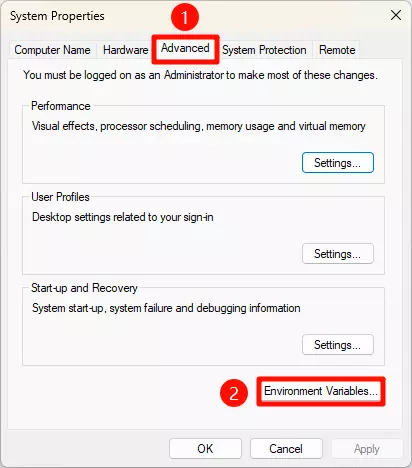 System Properties
1
Computer Name Hardware Advanced System Protection Remote
You must be logged on as an Administrator to make most of these changes.
Perfomance
Visual effects, processor scheduling, memory usage and virtual memory
Settings...
User Profiles
Desktop settings related to your sign-in
Settings...
Start-up and Recovery
System start-up, system failure and debugging information
Settings...
2 Environment Variables...
OK Cancel Apply